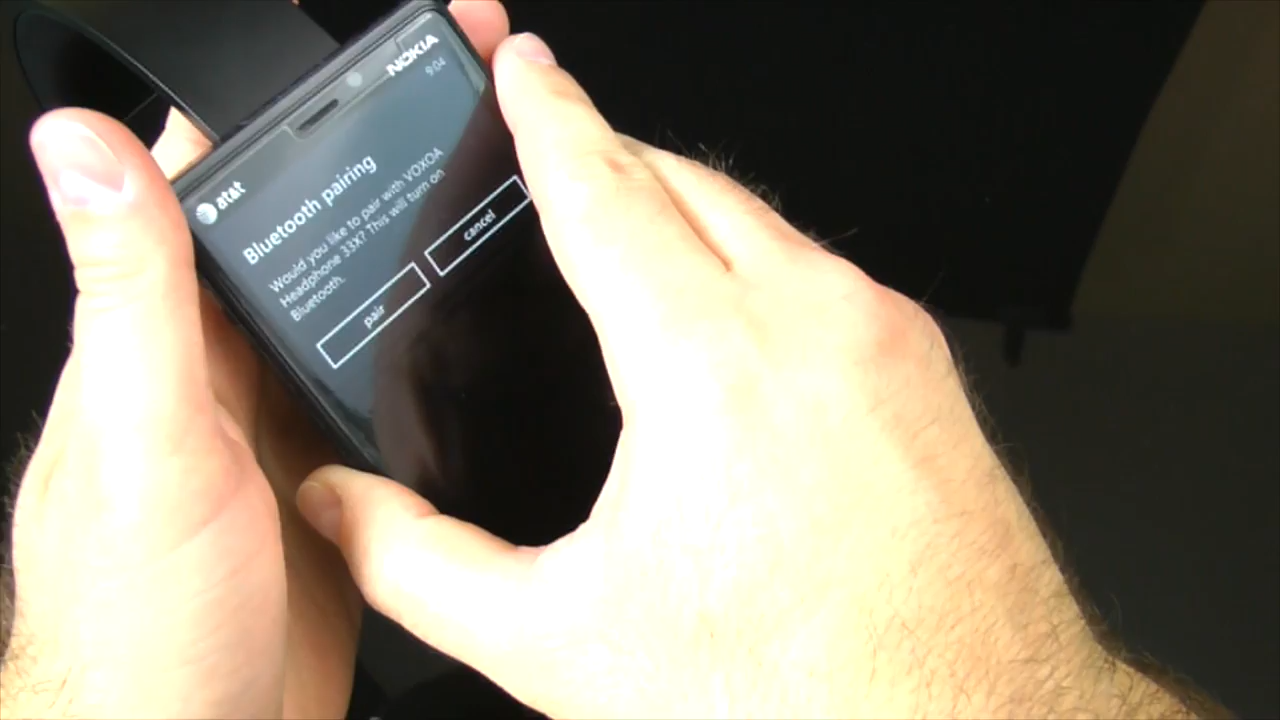 NOKIA
at&t
9:04
Bluetooth pairing
Would you like to pair with VOXOA
Headphone 33X? This will turn on
Bluetooth.
pair
cancel